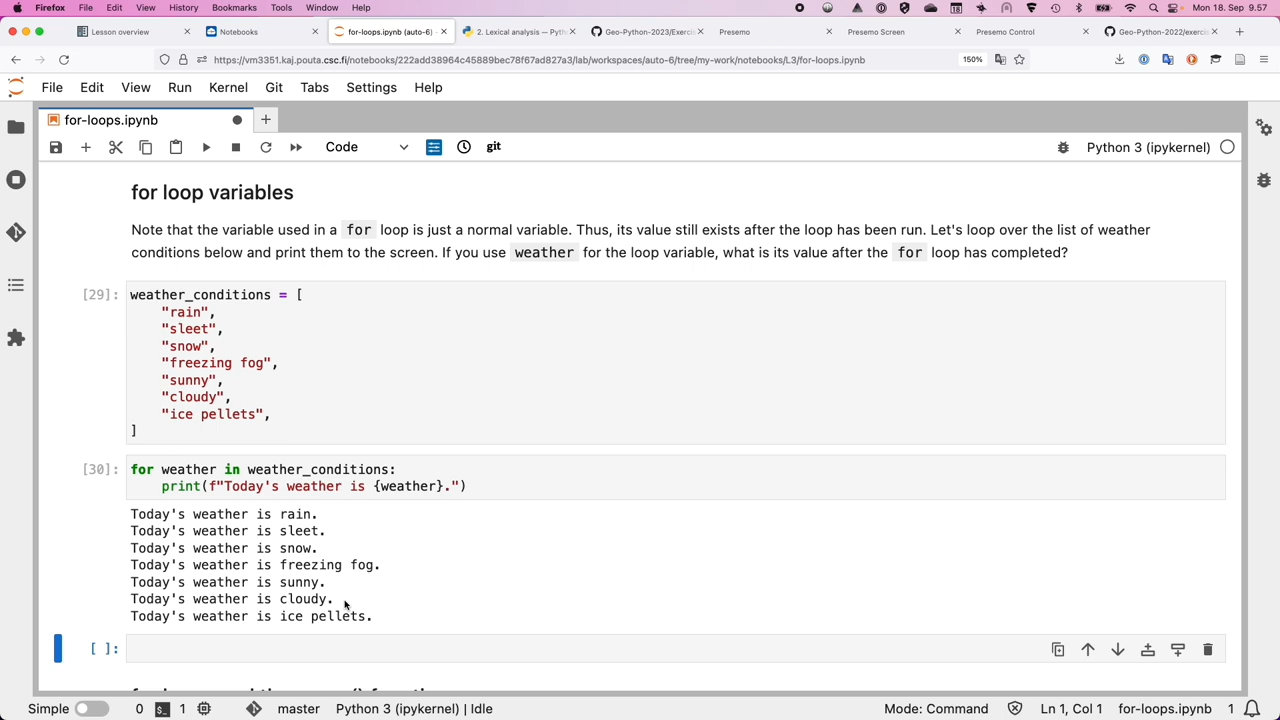 Firefox File Edit View History Bookmarks Tools Window Help Mon 18. Sep 9.57
Lesson overview Notebooks for-loops.ipynb (auto-6) 2. Lexical analysis — Pytho Geo-Python-2023/Exercis Presemo Presemo Screen Presemo Control Geo-Python-2022/exercis
https://vm3351.kaj.pouta.csc.fi/notebooks/222add38964c45889bec78f67ad827a3/lab/workspaces/auto-6/tree/my-work/notebooks/L3/for-loops.ipynb 150%
File Edit View Run Kernel Git Tabs Settings Help
for-loops.ipynb
Code git Python 3 (ipykernel)
for loop variables
Note that the variable used in a for loop is just a normal variable. Thus, its value still exists after the loop has been run. Let's loop over the list of weather
conditions below and print them to the screen. If you use weather for the loop variable, what is its value after the for loop has completed?
[29]: weather_conditions = [
"rain",
"sleet",
"snow",
"freezing fog",
"sunny",
"cloudy",
"ice pellets",
]
[30]: for weather in weather_conditions:
print(f"Today's weather is {weather}.")
Today's weather is rain.
Today's weather is sleet.
Today's weather is snow.
Today's weather is freezing fog.
Today's weather is sunny.
Today's weather is cloudy.
Today's weather is ice pellets.
[ ]:
Simple 0 1 master Python 3 (ipykernel) | Idle Mode: Command Ln 1, Col 1 for-loops.ipynb 1